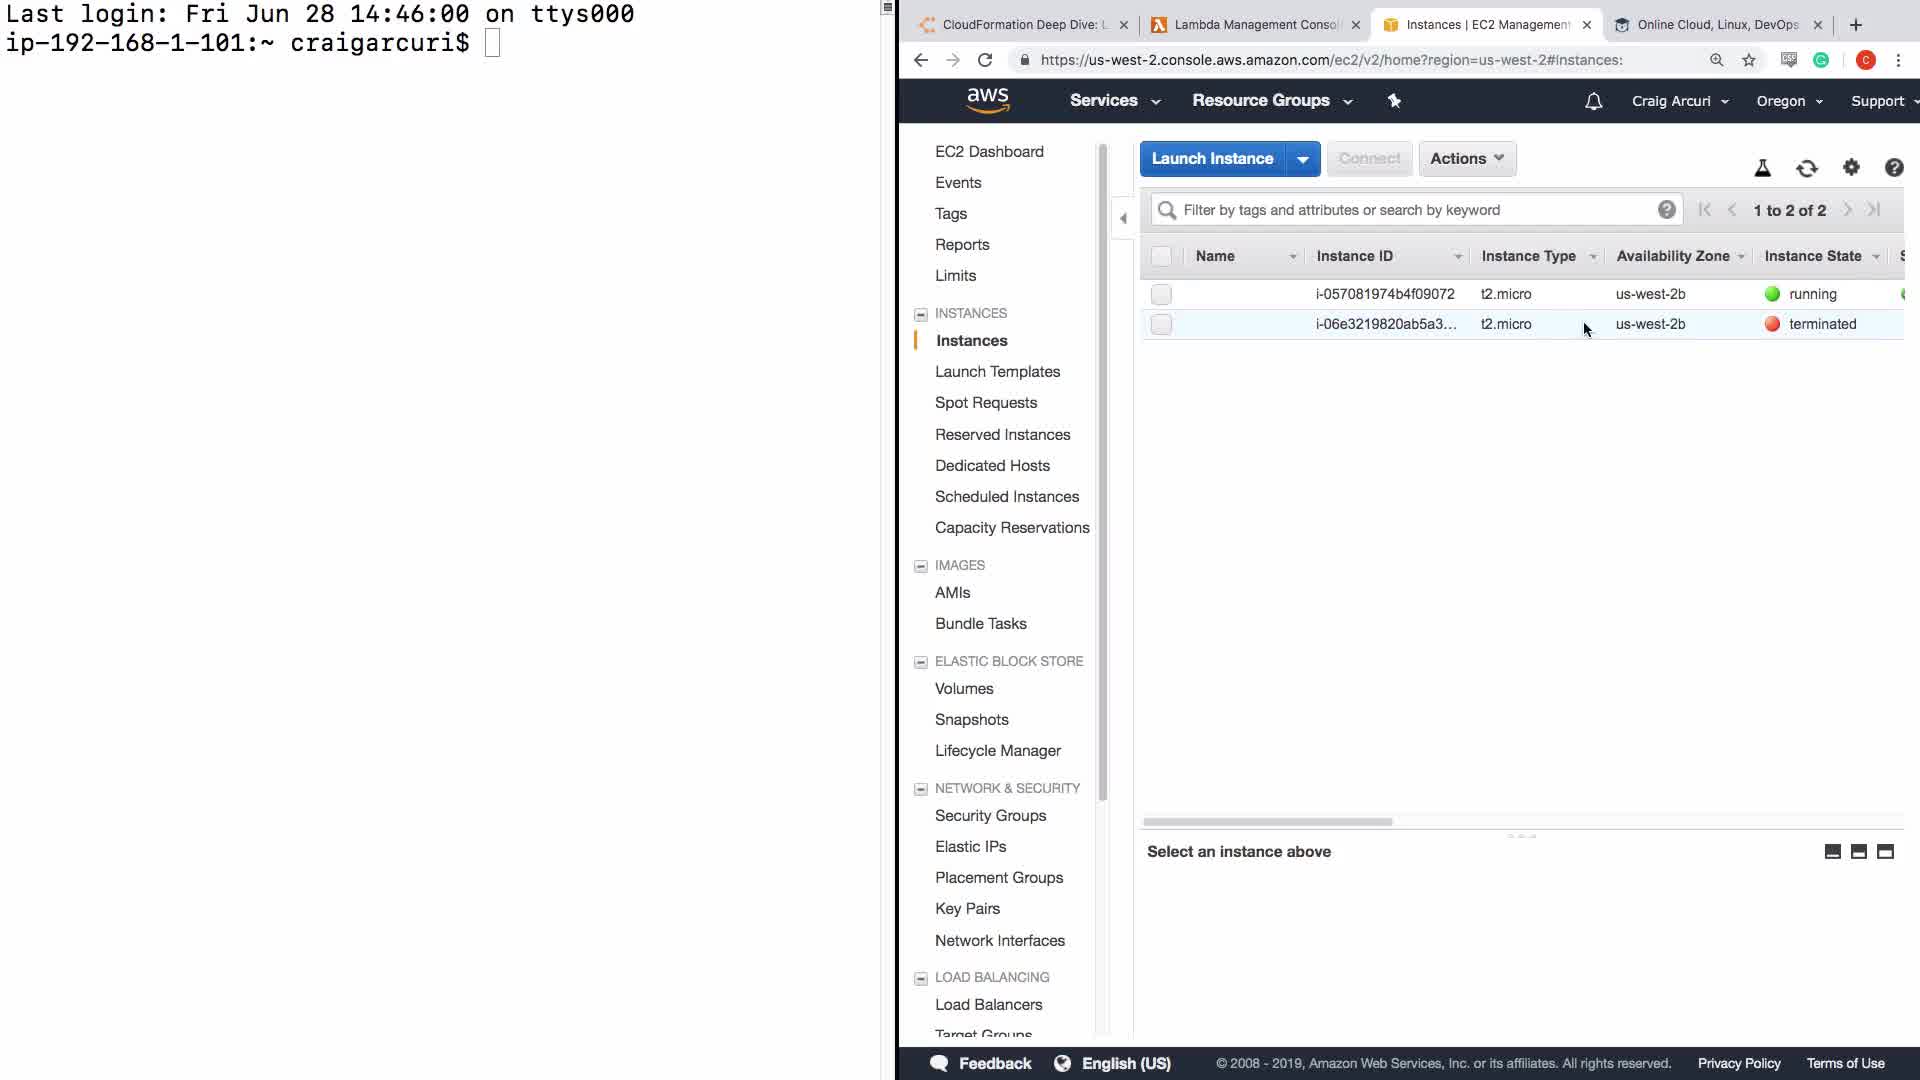 Last login: Fri Jun 28 14:46:00 on ttys000
ip-192-168-1-101:~ craigarcuri$
CloudFormation Deep Dive: L
Lambda Management Consol
Instances | EC2 Management
Online Cloud, Linux, DevOps
https://us-west-2.console.aws.amazon.com/ec2/v2/home?region=us-west-2#Instances:
aws
Services
Resource Groups
Craig Arcuri
Oregon
Support
EC2 Dashboard
Events
Tags
Reports
Limits
INSTANCES
Instances
Launch Templates
Spot Requests
Reserved Instances
Dedicated Hosts
Scheduled Instances
Capacity Reservations
IMAGES
AMIs
Bundle Tasks
ELASTIC BLOCK STORE
Volumes
Snapshots
Lifecycle Manager
NETWORK & SECURITY
Security Groups
Elastic IPs
Placement Groups
Key Pairs
Network Interfaces
LOAD BALANCING
Load Balancers
Target Groups
Launch Instance
Connect
Actions
Filter by tags and attributes or search by keyword
1 to 2 of 2
Name Instance ID Instance Type Availability Zone Instance State
i-057081974b4f09072 t2.micro us-west-2b running
i-06e3219820ab5a3... t2.micro us-west-2b terminated
Select an instance above
Feedback
English (US)
© 2008 - 2019, Amazon Web Services, Inc. or its affiliates. All rights reserved.
Privacy Policy
Terms of Use